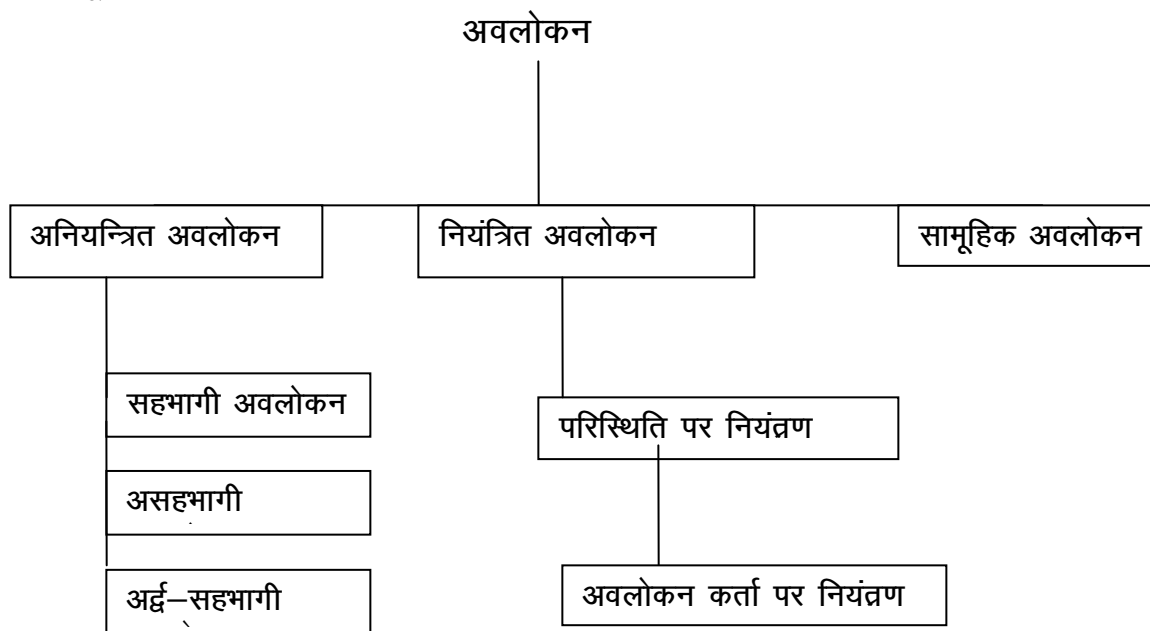 अवलोकन
अनियन्त्रित अवलोकन
नियंत्रित अवलोकन
सामूहिक अवलोकन
सहभागी अवलोकन
परिस्थिति पर नियंत्रण
असहभागी
अर्द्व–सहभागी
अवलोकन कर्ता पर नियंत्रण